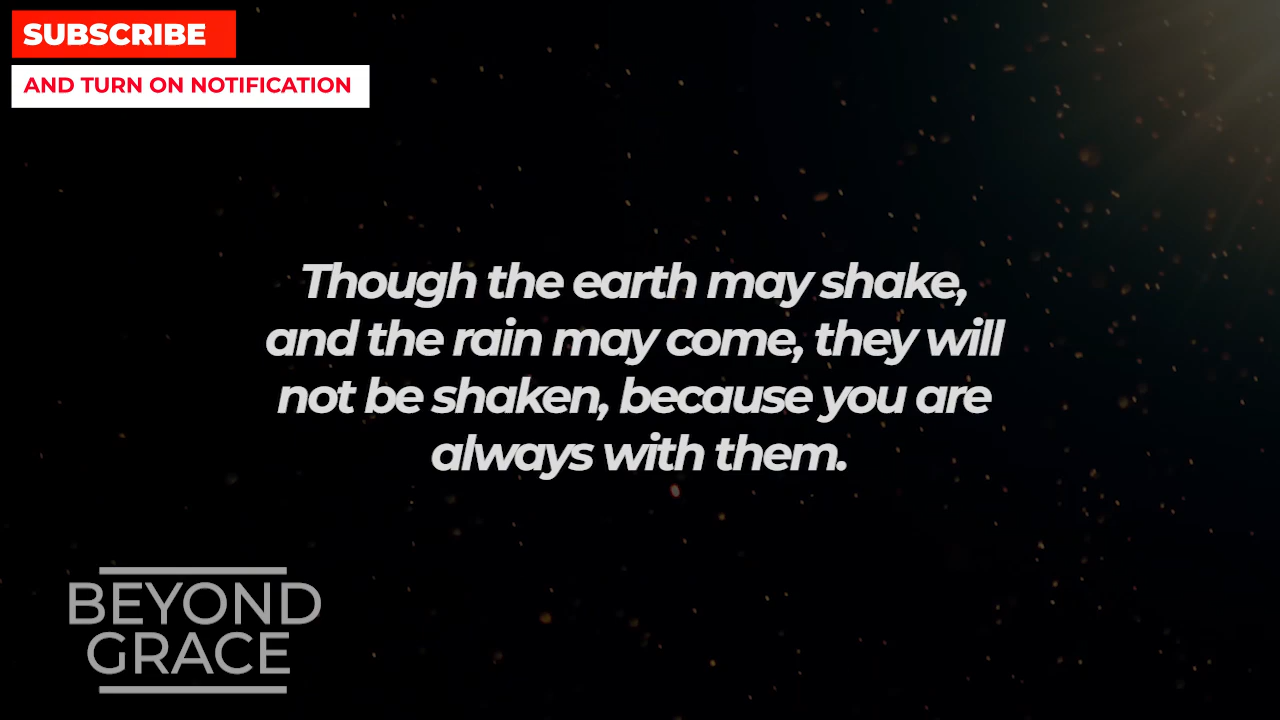 SUBSCRIBE
AND TURN ON NOTIFICATION
Though the earth may shake,
and the rain may come, they will
not be shaken, because you are
always with them.
BEYOND
GRACE